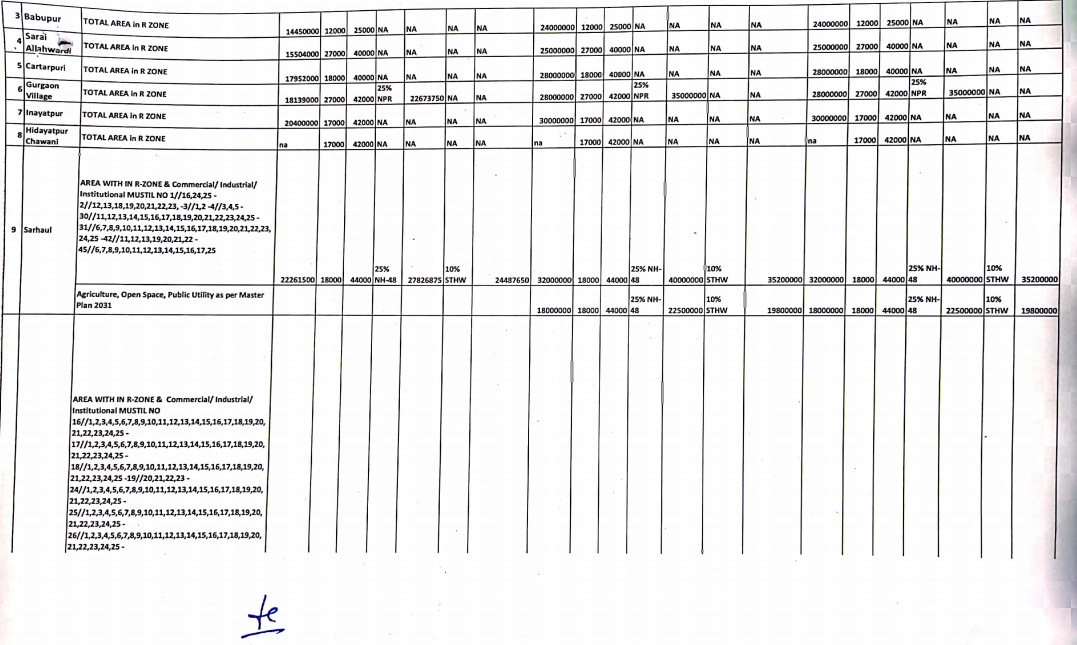 3 Babupur TOTAL AREA in R ZONE 14450000 12000 25000 NA NA NA NA 24000000 12000 25000 NA NA NA NA 24000000 12000 25000 NA NA NA NA
4 Sarai Allahwardi TOTAL AREA in R ZONE 15504000 27000 40000 NA NA NA NA 25000000 27000 40000 NA NA NA NA 25000000 27000 40000 NA NA NA NA
5 Cartarpuri TOTAL AREA in R ZONE 17952000 18000 40000 NA NA NA NA 28000000 18000 40000 NA NA NA NA 28000000 18000 40000 NA NA NA NA
6 Gurgaon Village TOTAL AREA in R ZONE 18139000 27000 42000 25% NPR 22673750 NA NA 28000000 27000 42000 25% NPR 35000000 NA NA 28000000 27000 42000 25% NPR 35000000 NA NA
7 Inayatpur TOTAL AREA in R ZONE 20400000 17000 42000 NA NA NA NA 30000000 17000 42000 NA NA NA NA 30000000 17000 42000 NA NA NA NA
8 Hidayatpur Chawani TOTAL AREA in R ZONE na 17000 42000 NA NA NA NA na 17000 42000 NA NA NA NA na 17000 42000 NA NA NA NA
9 Sarhaul
AREA WITH IN R-ZONE & Commercial/ Industrial/
Institutional MUSTIL NO 1//16,24,25 -
2//12,13,18,19,20,21,22,23, -3//1,2 -4//3,4,5 -
30//11,12,13,14,15,16,17,18,19,20,21,22,23,24,25 -
31//6,7,8,9,10,11,12,13,14,15,16,17,18,19,20,21,22,23,
24,25 -42//11,12,13,19,20,21,22 -
45//6,7,8,9,10,11,12,13,14,15,16,17,25
22261500 18000 44000 25% NH-48 27826875 10% STHW 24487650 32000000 18000 44000 25% NH-48 40000000 10% STHW 35200000 32000000 18000 44000 25% NH-48 40000000 10% STHW 35200000
Agriculture, Open Space, Public Utility as per Master
Plan 2031
18000000 18000 44000 25% NH-48 22500000 10% STHW 19800000 18000000 18000 44000 25% NH-48 22500000 10% STHW 19800000
AREA WITH IN R-ZONE & Commercial/ Industrial/
Institutional MUSTIL NO
16//1,2,3,4,5,6,7,8,9,10,11,12,13,14,15,16,17,18,19,20,
21,22,23,24,25 -
17//1,2,3,4,5,6,7,8,9,10,11,12,13,14,15,16,17,18,19,20,
21,22,23,24,25 -
18//1,2,3,4,5,6,7,8,9,10,11,12,13,14,15,16,17,18,19,20,
21,22,23,24,25 -19//20,21,22,23 -
24//1,2,3,4,5,6,7,8,9,10,11,12,13,14,15,16,17,18,19,20,
21,22,23,24,25 -
25//1,2,3,4,5,6,7,8,9,10,11,12,13,14,15,16,17,18,19,20,
21,22,23,24,25 -
26//1,2,3,4,5,6,7,8,9,10,11,12,13,14,15,16,17,18,19,20,
21,22,23,24,25 -